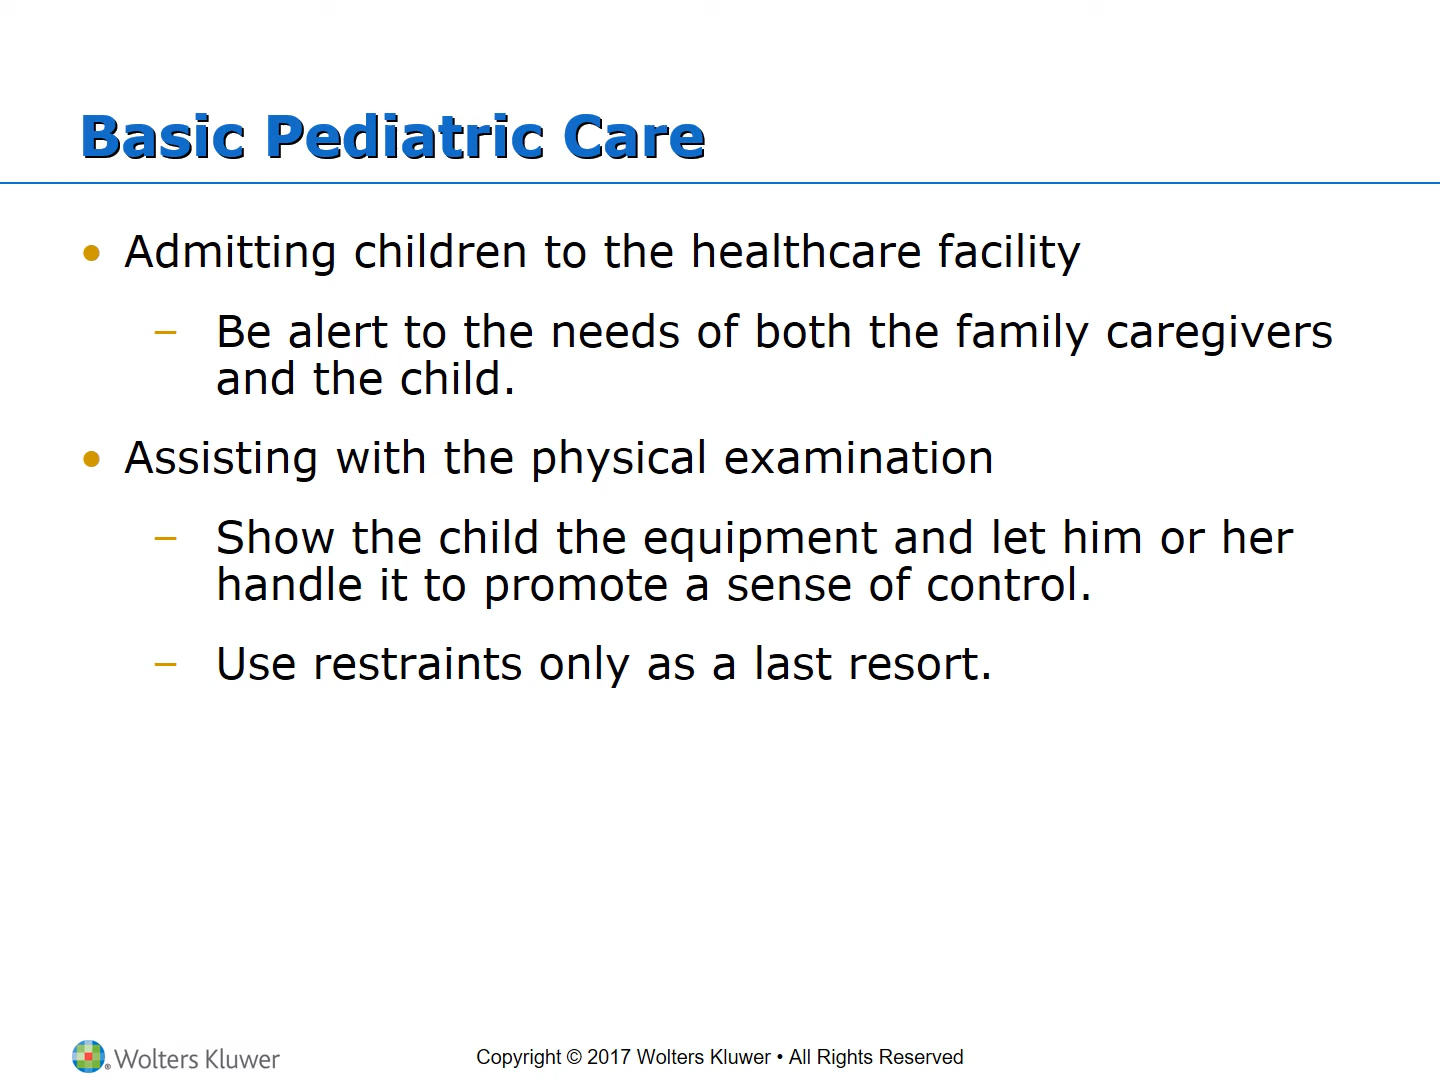 Basic Pediatric Care
• Admitting children to the healthcare facility
– Be alert to the needs of both the family caregivers
and the child.
• Assisting with the physical examination
– Show the child the equipment and let him or her
handle it to promote a sense of control.
– Use restraints only as a last resort.
® Wolters Kluwer
Copyright © 2017 Wolters Kluwer • All Rights Reserved